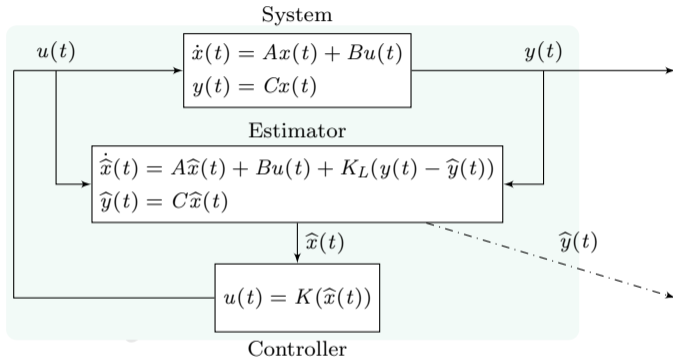 System
u(t)
ẋ(t) = Ax(t) + Bu(t)
y(t) = Cx(t)
y(t)
Estimator
x̂̇(t) = Ax̂(t) + Bu(t) + K_L(y(t) − ŷ(t))
ŷ(t) = Cx̂(t)
x̂(t)
ŷ(t)
u(t) = K(x̂(t))
Controller